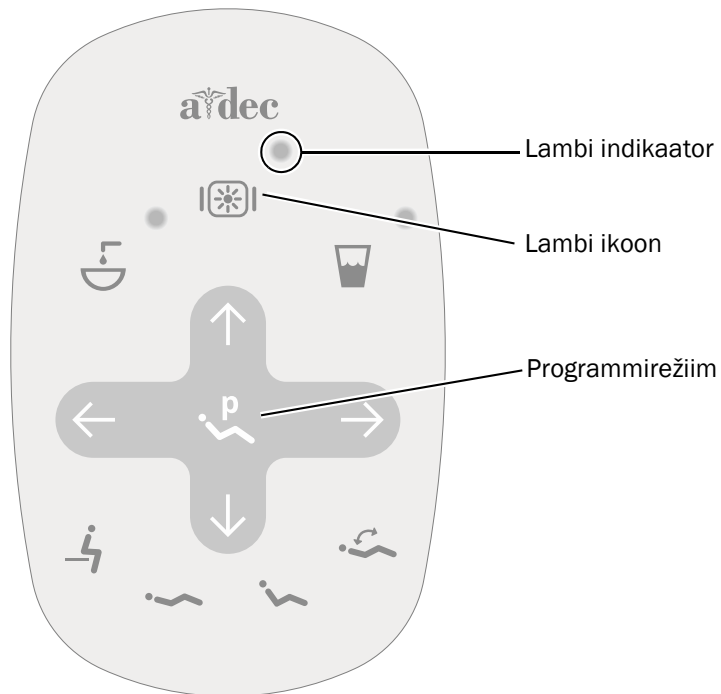 a dec
Lambi indikaator
Lambi ikoon
Programmirežiim
p